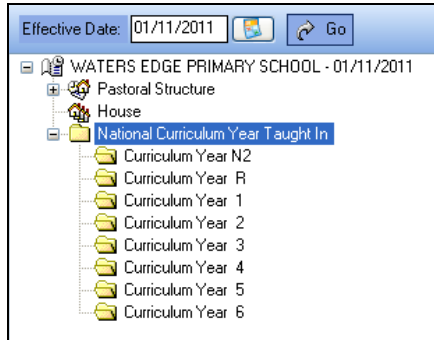 Effective Date: 01/11/2011 Go
WATERS EDGE PRIMARY SCHOOL - 01/11/2011
Pastoral Structure
House
National Curriculum Year Taught In
Curriculum Year N2
Curriculum Year R
Curriculum Year 1
Curriculum Year 2
Curriculum Year 3
Curriculum Year 4
Curriculum Year 5
Curriculum Year 6